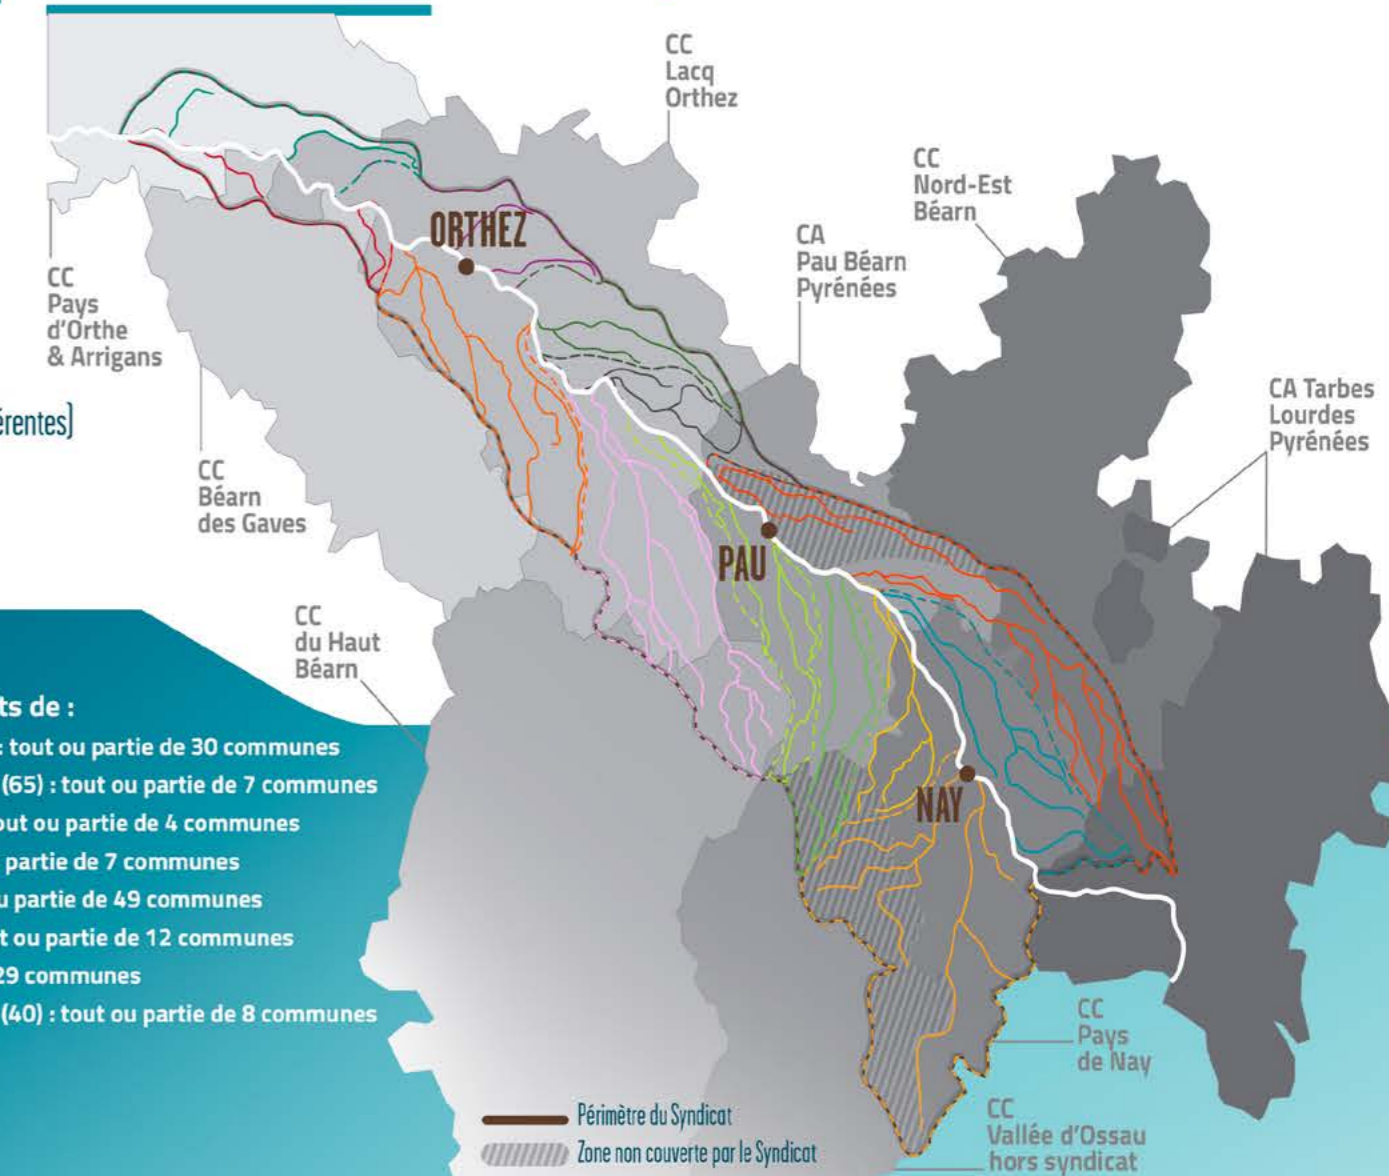 CC
Lacq
Orthez
CC
Nord-Est
Béarn
CA
Pau Béarn
Pyrénées
CA Tarbes
Lourdes
Pyrénées
CC
Pays
d'Orthe
& Arrigans
CC
Béarn
des Gaves
CC
du Haut
Béarn
ORTHEZ
PAU
NAY
érentes)
ts de :
: tout ou partie de 30 communes
(65) : tout ou partie de 7 communes
out ou partie de 4 communes
partie de 7 communes
u partie de 49 communes
t ou partie de 12 communes
29 communes
(40) : tout ou partie de 8 communes
CC
Pays
de Nay
CC
Vallée d'Ossau
hors syndicat
Périmètre du Syndicat
Zone non couverte par le Syndicat